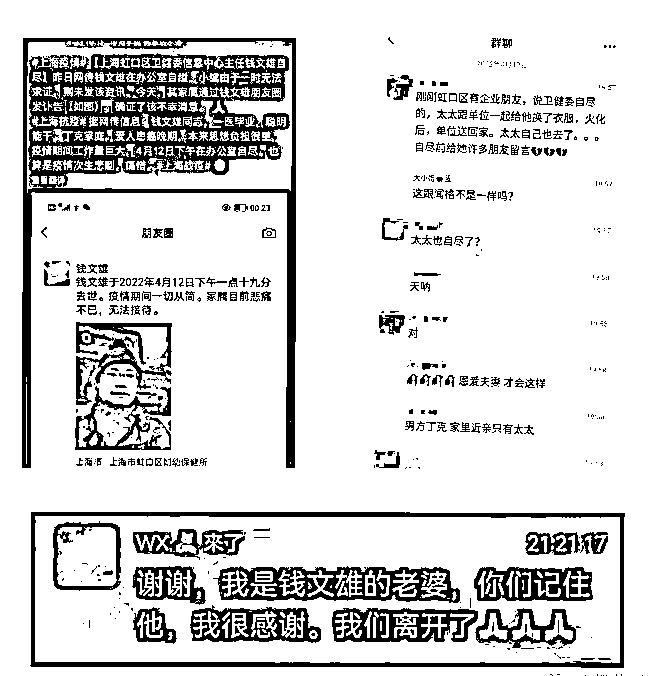 #上海疫情#【上海虹口区卫健委信息中心主任钱文雄自
尽】昨日网传钱文雄在办公室自缢,小编由于一时无法
求证,则未发该资讯。今天,其家属通过钱文雄朋友圈
发讣告【如图】,确证了该不幸消息。
#上海抗疫#据网传信息:钱文雄同志,一医毕业,聪明
能干,丁克家庭,爱人患癌晚期,本来思想负担很重,
疫情期间工作量巨大,4月12日下午在办公室自尽,也
算是疫情次生悲剧,痛惜。#上海战疫#
00:21
朋友圈
钱文雄
钱文雄于2022年4月12日下午一点十九分
去世。疫情期间一切从简。家属目前悲痛
不已,无法接待。
上海市 上海市虹口区妇幼保健所
群聊
刚刚虹口区商企业朋友,说卫健委自尽
的,太太跟单位一起给他换了衣服,火化
后,单位送回家。太太自己也去了。。。
自尽前给她许多朋友留言
这跟阎格不是一样吗?
太太也自尽了?
天呐
对
恩爱夫妻 才会这样
男方丁克 家里近亲只有太太
WX. 来了
21:21:17
谢谢,我是钱文雄的老婆,你们记住
他,我很感谢。我们离开了